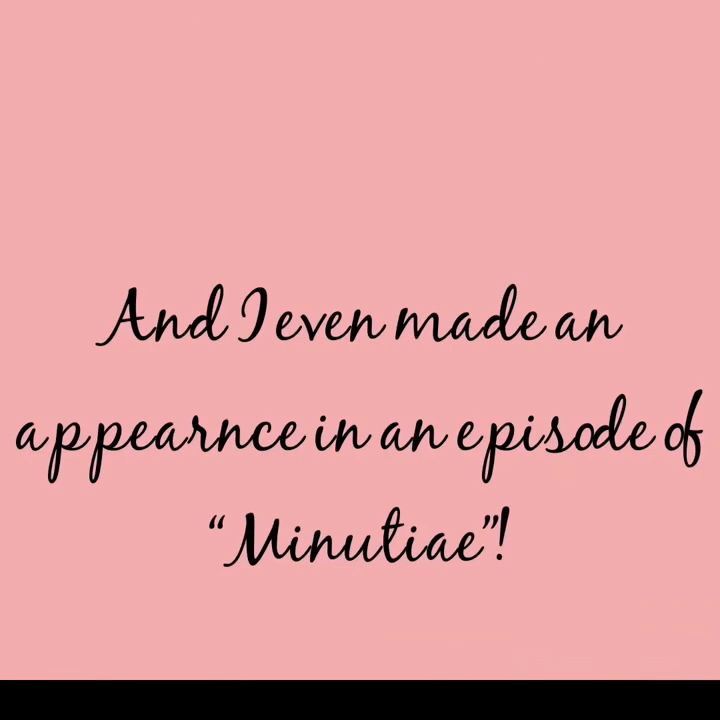 And I even made an
appearnce in an episode of
“Minutiae”!